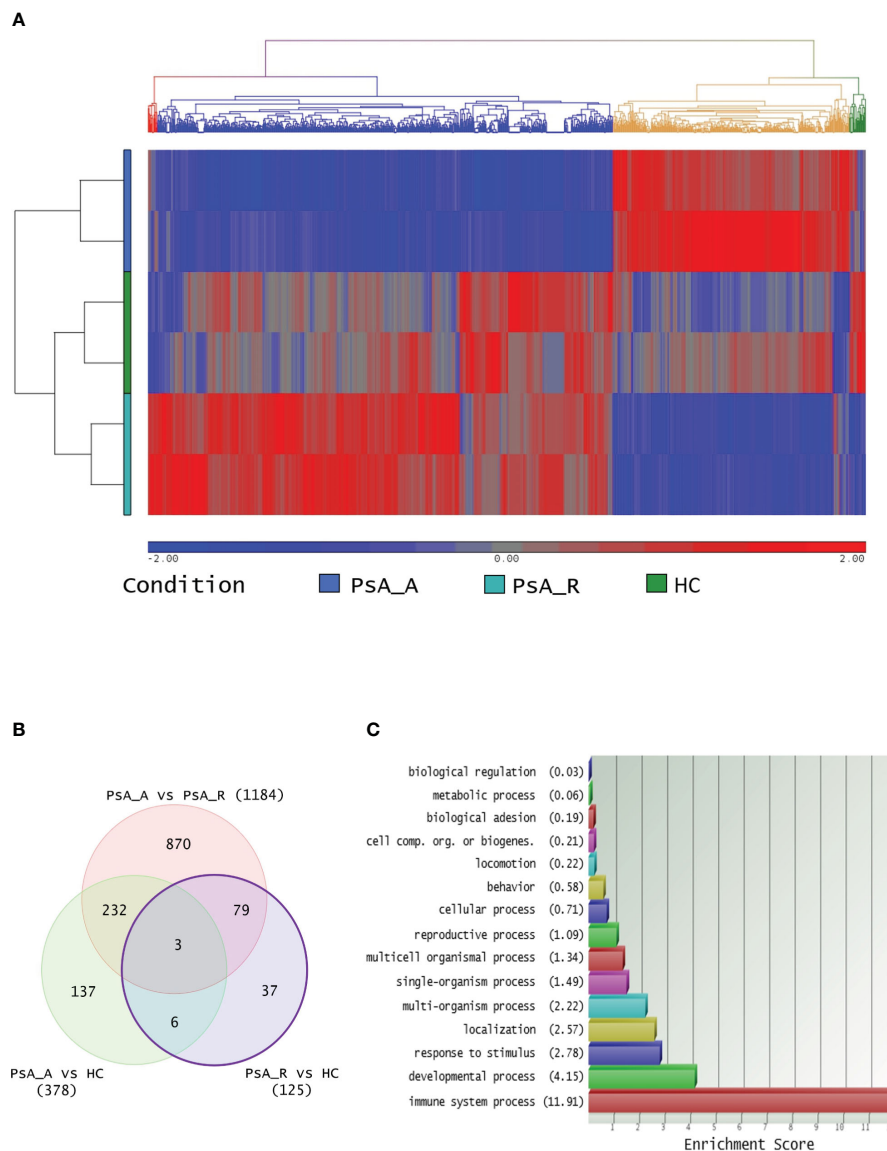 A
-2.00 0.00 2.00
Condition PsA_A PsA_R HC
B
PsA_A vs PsA_R (1184)
870
232 79
3
137 37
6
PsA_A vs HC
(378)
PsA_R vs HC
(125)
C
biological regulation (0.03)
metabolic process (0.06)
biological adesion (0.19)
cell comp. org. or biogenes. (0.21)
locomotion (0.22)
behavior (0.58)
cellular process (0.71)
reproductive process (1.09)
multicell organismal process (1.34)
single-organism process (1.49)
multi-organism process (2.22)
localization (2.57)
response to stimulus (2.78)
developmental process (4.15)
immune system process (11.91)
1 2 3 4 5 6 7 8 9 10 11
Enrichment Score